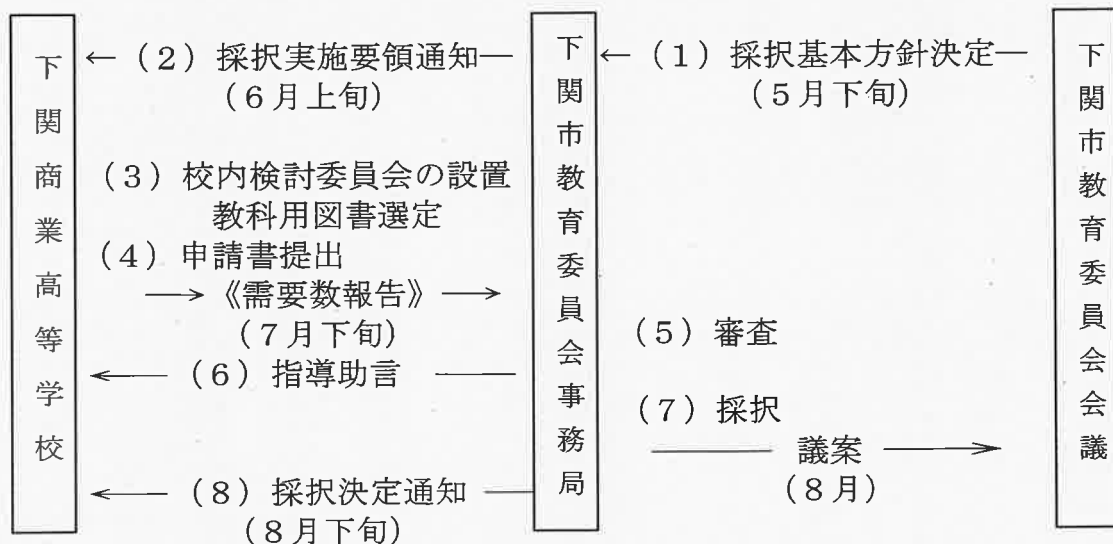 下関商業高等学校
←（2）採択実施要領通知―
（6月上旬）
（3）校内検討委員会の設置
教科用図書選定
（4）申請書提出
→《需要数報告》→
（7月下旬）
←（6）指導助言
←（8）採択決定通知
（8月下旬）
下関市教育委員会事務局
←（1）採択基本方針決定―
（5月下旬）
（5）審査
（7）採択
議案→
（8月）
下関市教育委員会会議